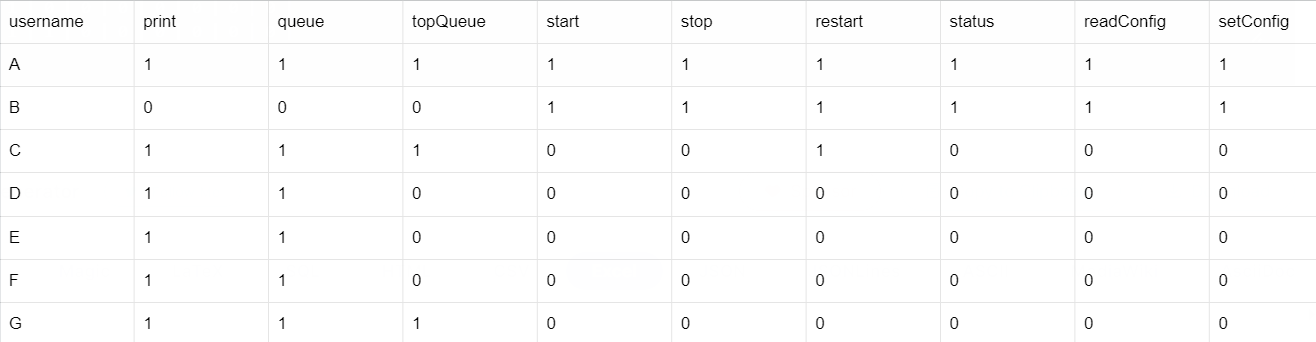 username print queue topQueue start stop restart status readConfig setConfig
A 1 1 1 1 1 1 1 1 1
B 0 0 0 1 1 1 1 1 1
C 1 1 1 0 0 1 0 0 0
D 1 1 0 0 0 0 0 0 0
E 1 1 0 0 0 0 0 0 0
F 1 1 0 0 0 0 0 0 0
G 1 1 1 0 0 0 0 0 0